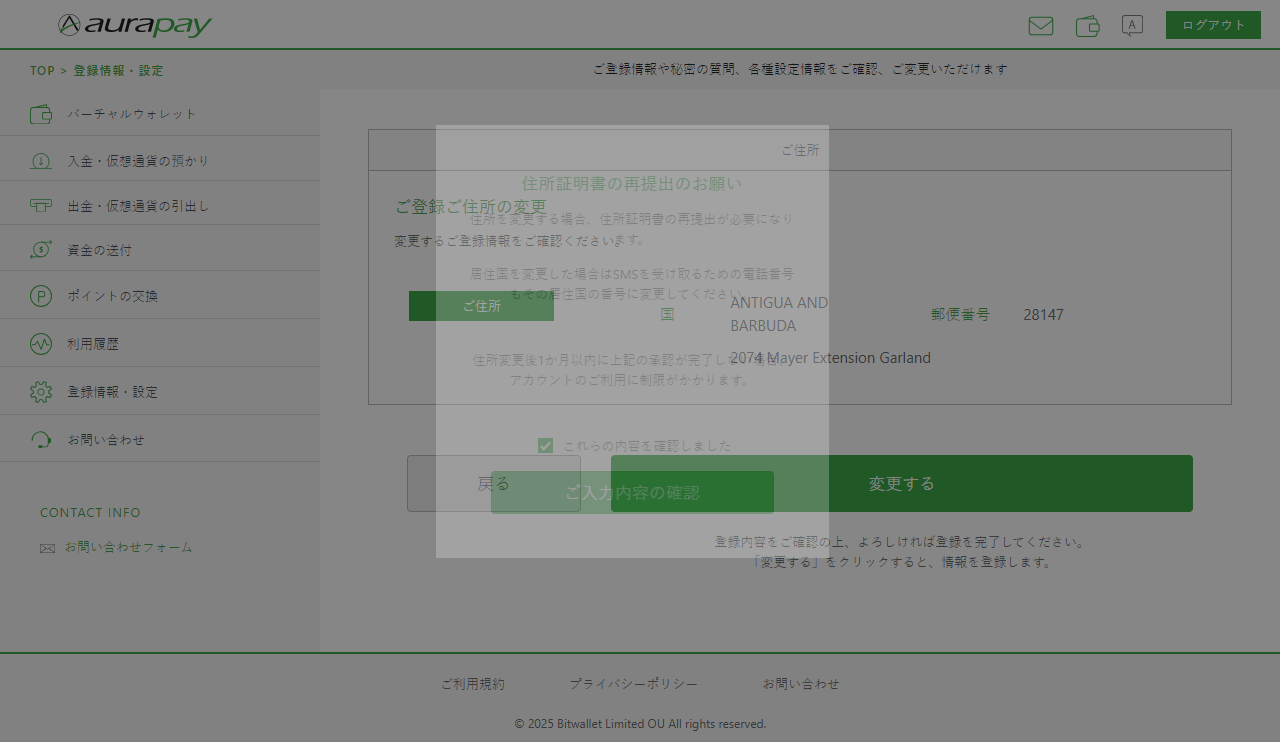 aurapay
A
ログアウト
TOP > 登録情報・設定
ご登録情報や秘密の質問、各種設定情報をご確認、ご変更いただけます
バーチャルウォレット
入金・仮想通貨の預かり
出金・仮想通貨の引出し
資金の送付
ポイントの交換
利用履歴
登録情報・設定
お問い合わせ
CONTACT INFO
お問い合わせフォーム
ご住所
住所証明書の再提出のお願い
ご登録ご住所の変更
住所を変更する場合、住所証明書の再提出が必要になり
ます。
変更するご登録情報をご確認ください。
居住国を変更した場合はSMSを受け取るための電話番号
もその居住国の番号に変更してください。
ご住所
国
ANTIGUA AND
BARBUDA
郵便番号
28147
2074 Mayer Extension Garland
住所変更後1か月以内に上記の承認が完了しない場合、
アカウントのご利用に制限がかかります。
これらの内容を確認しました
戻る
ご入力内容の確認
変更する
登録内容をご確認の上、よろしければ登録を完了してください。
「変更する」をクリックすると、情報を登録します。
ご利用規約
プライバシーポリシー
お問い合わせ
© 2025 Bitwallet Limited OU All rights reserved.